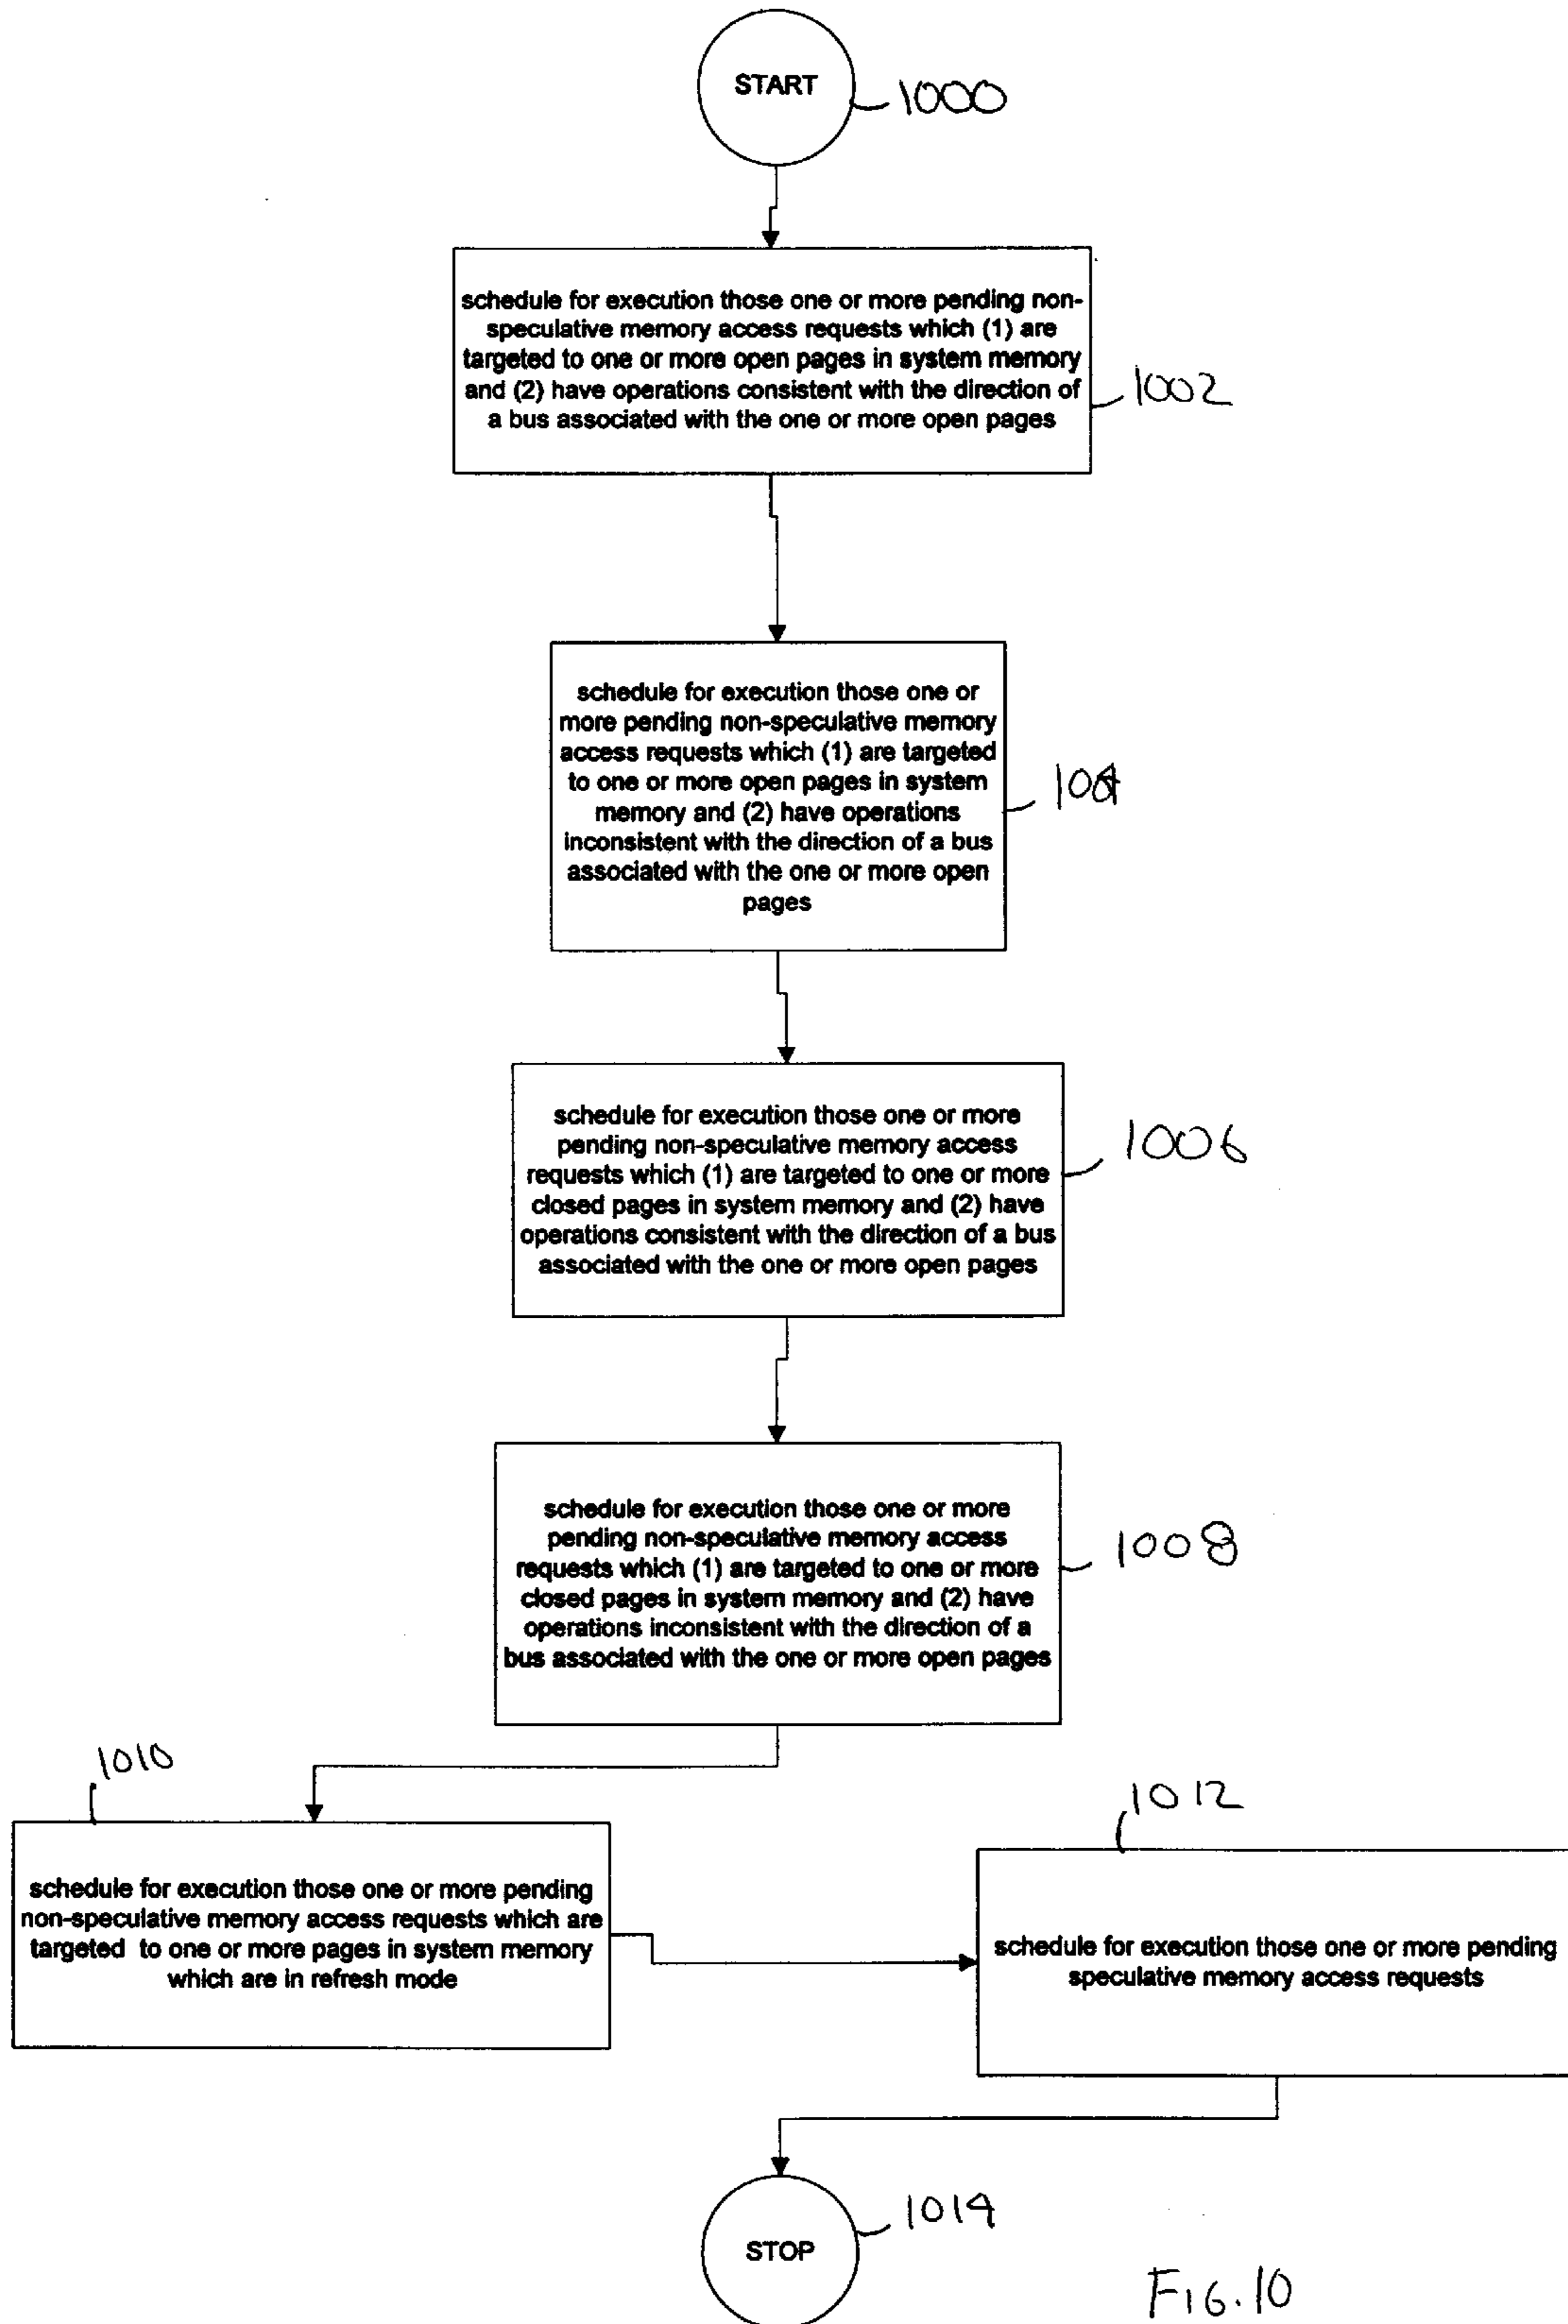 START
1000
schedule for execution those one or more pending non-
speculative memory access requests which (1) are
targeted to one or more open pages in system memory
and (2) have operations consistent with the direction of
a bus associated with the one or more open pages
1002
schedule for execution those one or
more pending non-speculative memory
access requests which (1) are targeted
to one or more open pages in system
memory and (2) have operations
inconsistent with the direction of a bus
associated with the one or more open
pages
schedule for execution those one or more
pending non-speculative memory access
requests which (1) are targeted to one or more
closed pages in system memory and (2) have
operations consistent with the direction of a bus
associated with the one or more open pages
1006
schedule for execution those one or more
pending non-speculative memory access
requests which (1) are targeted to one or more
closed pages in system memory and (2) have
operations inconsistent with the direction of a
bus associated with the one or more open pages
1008
1010
schedule for execution those one or more pending
non-speculative memory access requests which are
targeted to one or more pages in system memory
which are in refresh mode
1012
schedule for execution those one or more pending
speculative memory access requests
STOP
1014
FIG. 10